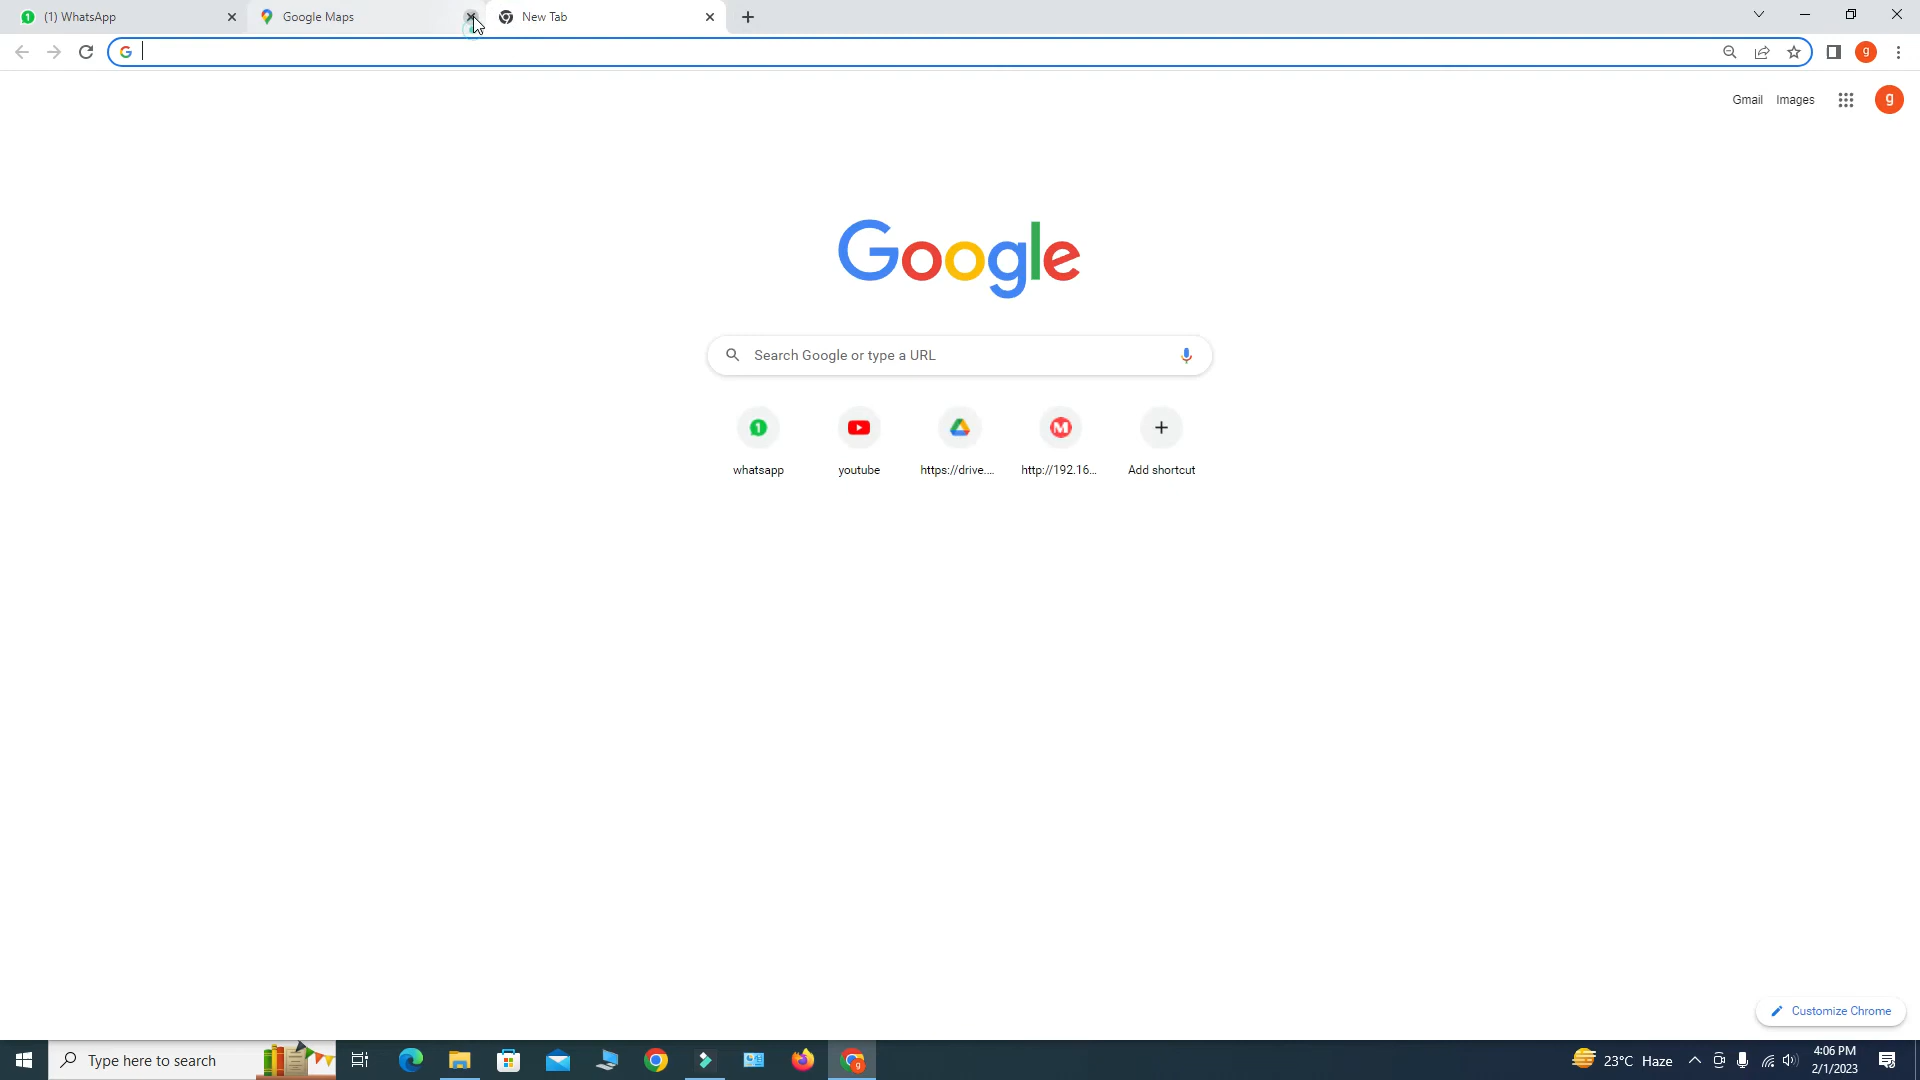 (1) WhatsApp
Google Maps
New Tab
Gmail Images
g
g
Google
Search Google or type a URL
whatsapp
youtube
https://drive....
http://192.16...
Add shortcut
Customize Chrome
Type here to search
23°C Haze
4:06 PM
2/1/2023